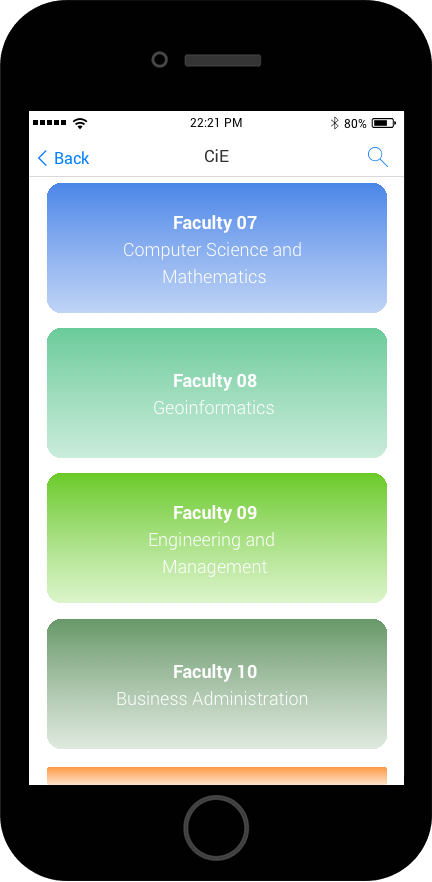 22:21 PM
80%
Back
CiE
Faculty 07
Computer Science and
Mathematics
Faculty 08
Geoinformatics
Faculty 09
Engineering and
Management
Faculty 10
Business Administration